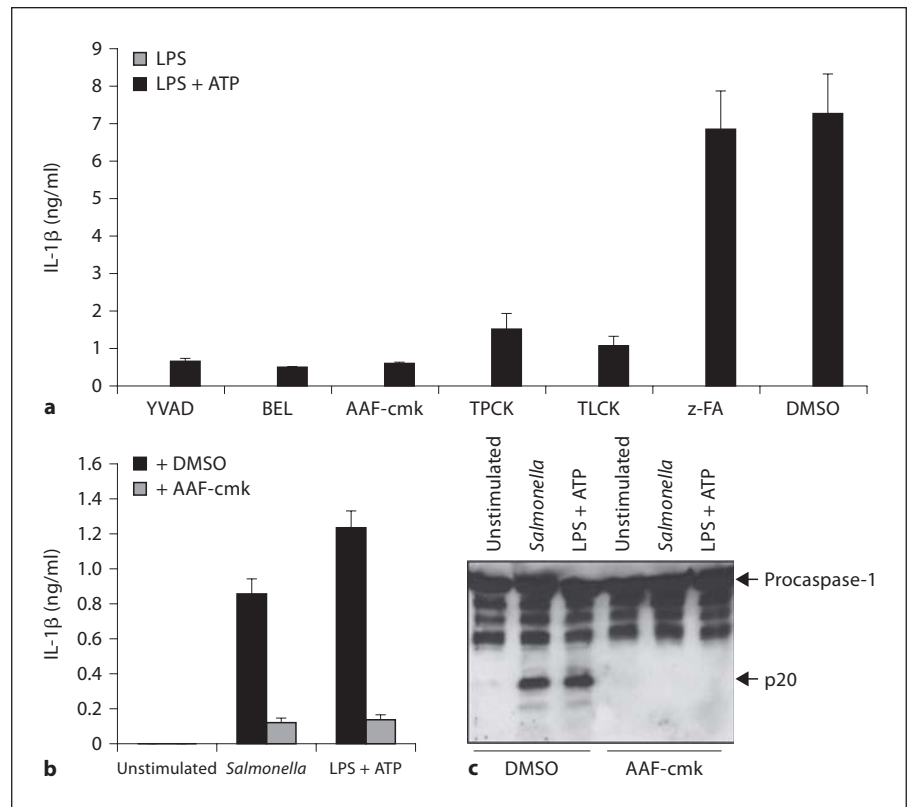 9
8
7
6
5
4
3
2
1
0
IL-1β (ng/ml)
LPS
LPS + ATP
a
YVAD
BEL
AAF-cmk
TPCK
TLCK
z-FA
DMSO
1.6
1.4
1.2
1.0
0.8
0.6
0.4
0.2
0
IL-1β (ng/ml)
+ DMSO
+ AAF-cmk
b
Unstimulated
Salmonella
LPS + ATP
Unstimulated
Salmonella
LPS + ATP
Unstimulated
Salmonella
LPS + ATP
Procaspase-1
p20
c
DMSO
AAF-cmk